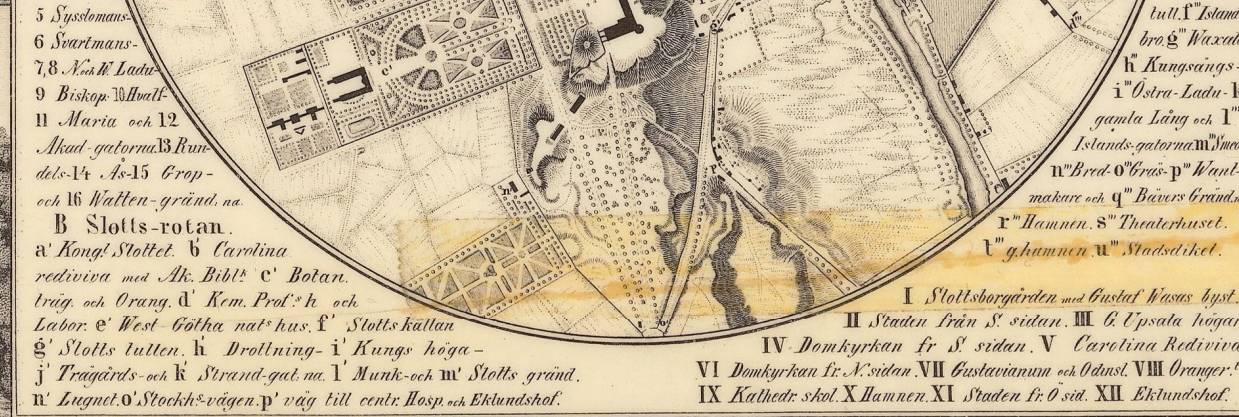 5 Sysslomans-
6 Svartmans-
7,8 N. och W. Ladu-
9 Biskop- 10 Hvalf-
11 Maria och 12
Akad-gatorna 13 Run-
dels-14 Ås-15 Grop-
och 16 Watten-gränd. na.
B Slotts-rotan.
a' Kongl Slottet. b' Carolina
rediviva med Ak. Bibl. c' Botan.
träg. och Orang. d' Kem. Prof:s h och
Labor. e' West-Götha nat:s hus. f' Slotts källan
g' Slotts tullen. h' Drottning- i' Kungs höga-
j' Trägårds- och k' Strand-gat. na. l' Munk- och m' Slotts gränd.
n' Lugnet. o' Stockh:s-vägen. p' väg till centr. Hosp. och Eklundshof.
tull. f''' Islands
bro. g''' Waxala
h''' Kungsängs-
i''' Östra-Ladu-
gamla Lång och l'''
Islands-gatorna m''' Smed
n''' Bred- o''' Gräs- p''' Want-
makare och q''' Bäfvers Gränd.
r''' Hamnen. s''' Theaterhuset.
t''' g. hamnen. u''' Stadsdiket.
I Slottsborgården med Gustaf Wasas byst.
II Staden från S. sidan. III G. Upsala högar
IV Domkyrkan fr S. sidan. V Carolina Rediviva
VI Domkyrkan fr. N. sidan. VII Gustavianum och Odinsl. VIII Oranger.
IX Kathedr. skol. X Hamnen. XI Staden fr. O sid. XII Eklundshof.